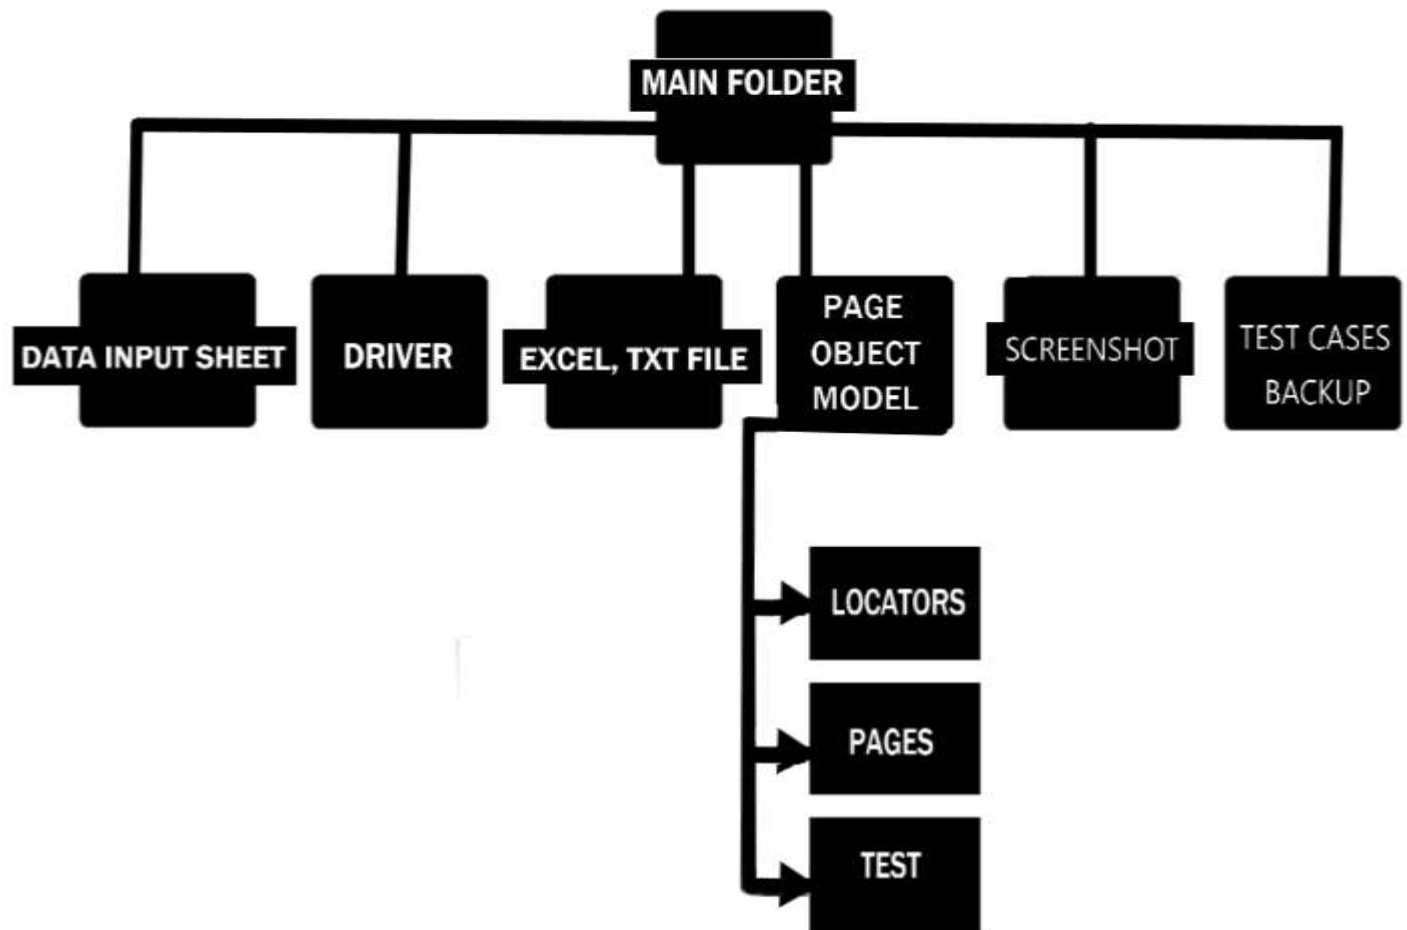 MAIN FOLDER
DATA INPUT SHEET
DRIVER
EXCEL, TXT FILE
PAGE
OBJECT
MODEL
SCREENSHOT
TEST CASES
BACKUP
LOCATORS
PAGES
TEST